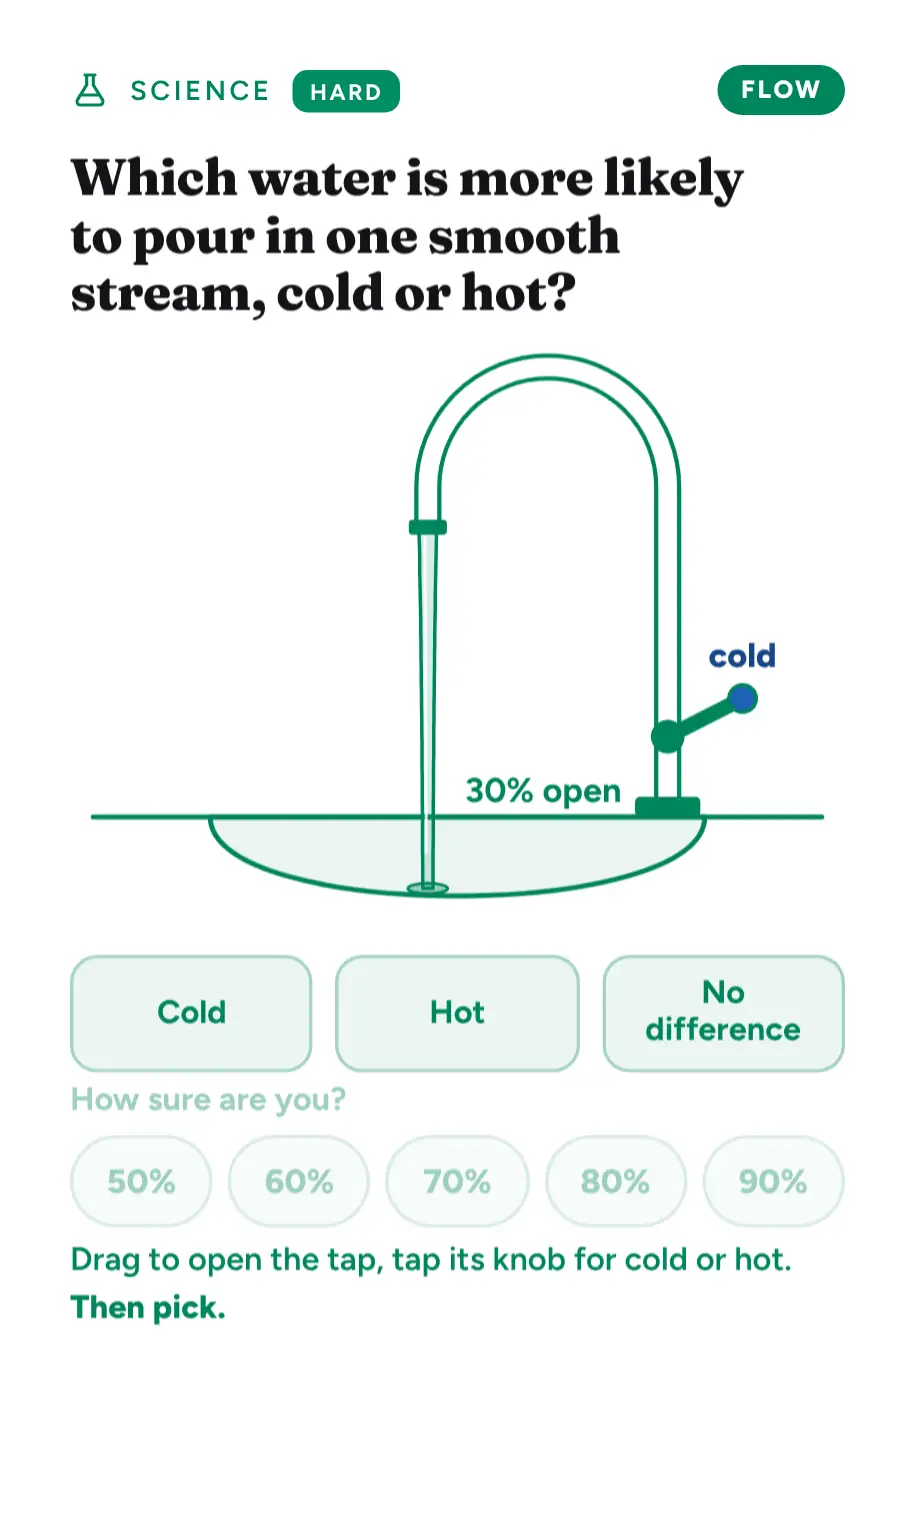 SCIENCE
HARD
FLOW
Which water is more likely
to pour in one smooth
stream, cold or hot?
cold
30% open
Cold
Hot
No
difference
How sure are you?
50%
60%
70%
80%
90%
Drag to open the tap, tap its knob for cold or hot.
Then pick.